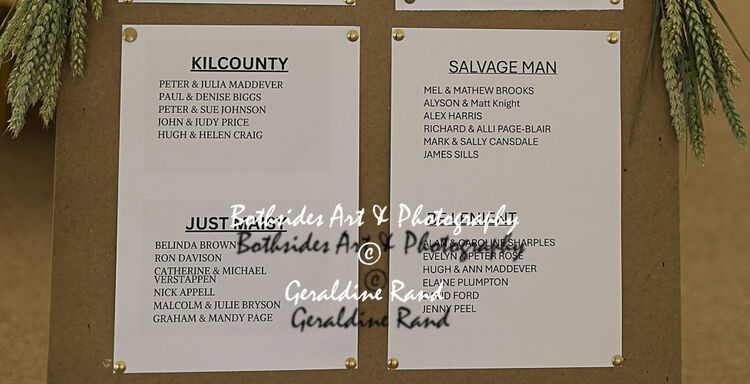 KILCOUNTY
PETER & JULIA MADDEVER
PAUL & DENISE BIGGS
PETER & SUE JOHNSON
JOHN & JUDY PRICE
HUGH & HELEN CRAIG
JUST MAISY
BELINDA BROWN
RON DAVISON
CATHERINE & MICHAEL
VERSTAPPEN
NICK APPELL
MALCOLM & JULIE BRYSON
GRAHAM & MANDY PAGE
SALVAGE MAN
MEL & MATHEW BROOKS
ALYSON & Matt Knight
ALEX HARRIS
RICHARD & ALLI PAGE-BLAIR
MARK & SALLY CANSDALE
JAMES SILLS
ALAN & CAROLINE SHARPLES
EVELYN & PETER ROSE
HUGH & ANN MADDEVER
ELAINE PLUMPTON
FORD
JENNY PEEL
Bothsides Art & Photography
©
Geraldine Rand